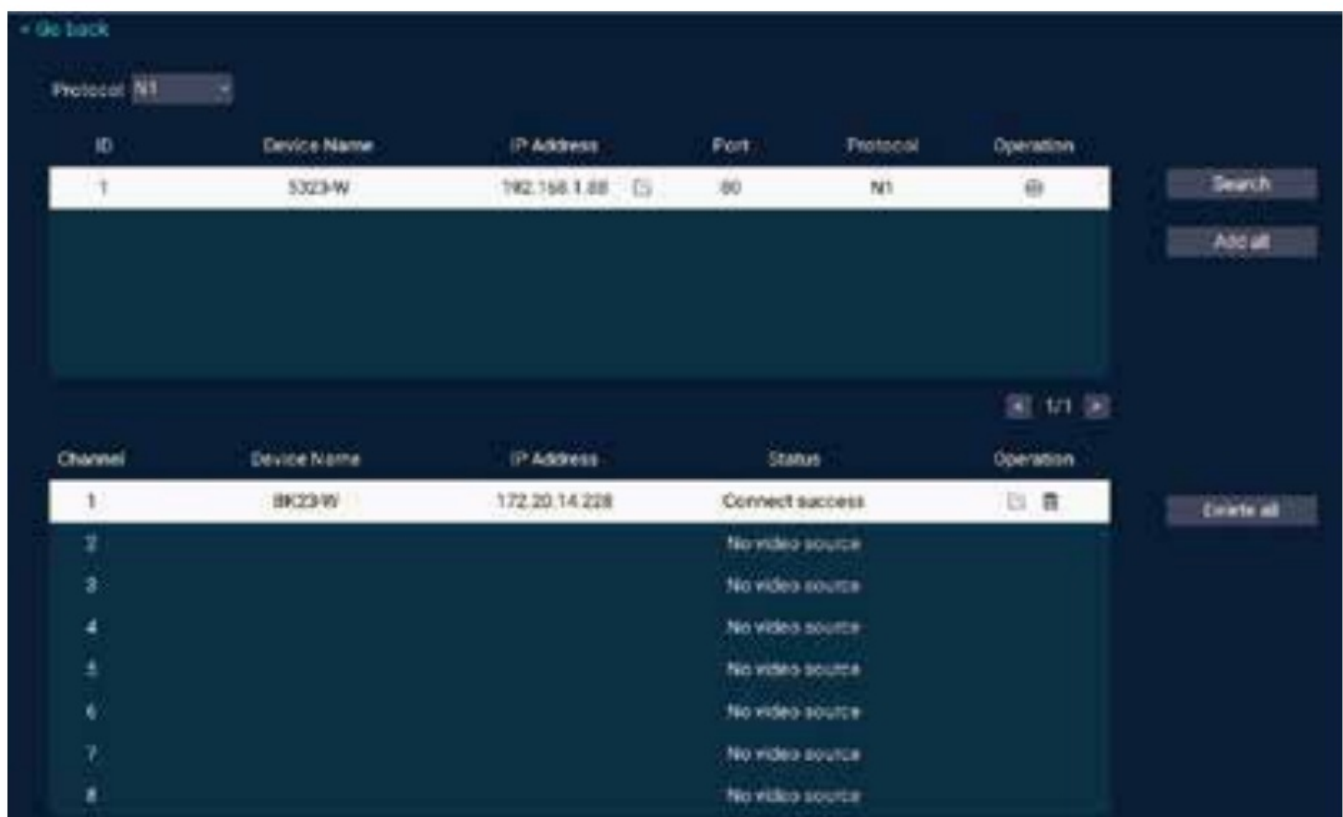 < Go back
Protocol N1
ID Device Name IP Address Port Protocol Operation
1 5323-W 192.168.1.88 80 N1
Search
Add all
< 1/1 >
Channel Device Name IP Address Status Operation
1 BK23-W 172.20.14.228 Connect success
Delete all
2 No video source
3 No video source
4 No video source
5 No video source
6 No video source
7 No video source
8 No video source